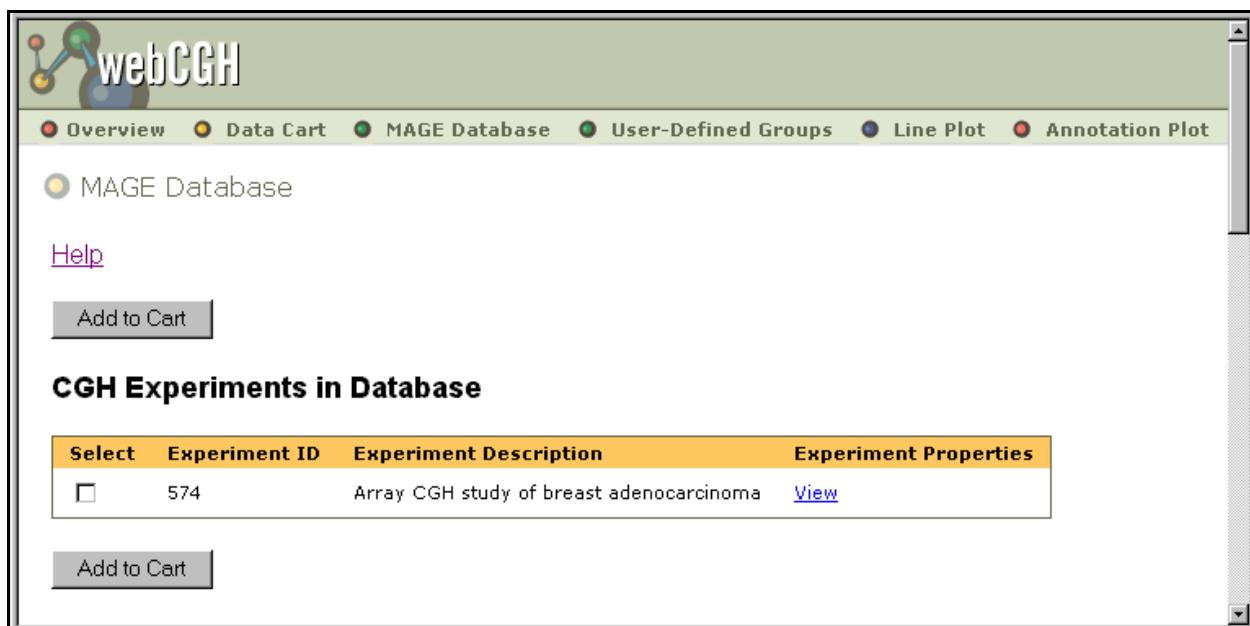 webCGH
Overview Data Cart MAGE Database User-Defined Groups Line Plot Annotation Plot
MAGE Database
Help
Add to Cart
CGH Experiments in Database
Select Experiment ID Experiment Description Experiment Properties
574 Array CGH study of breast adenocarcinoma View
Add to Cart